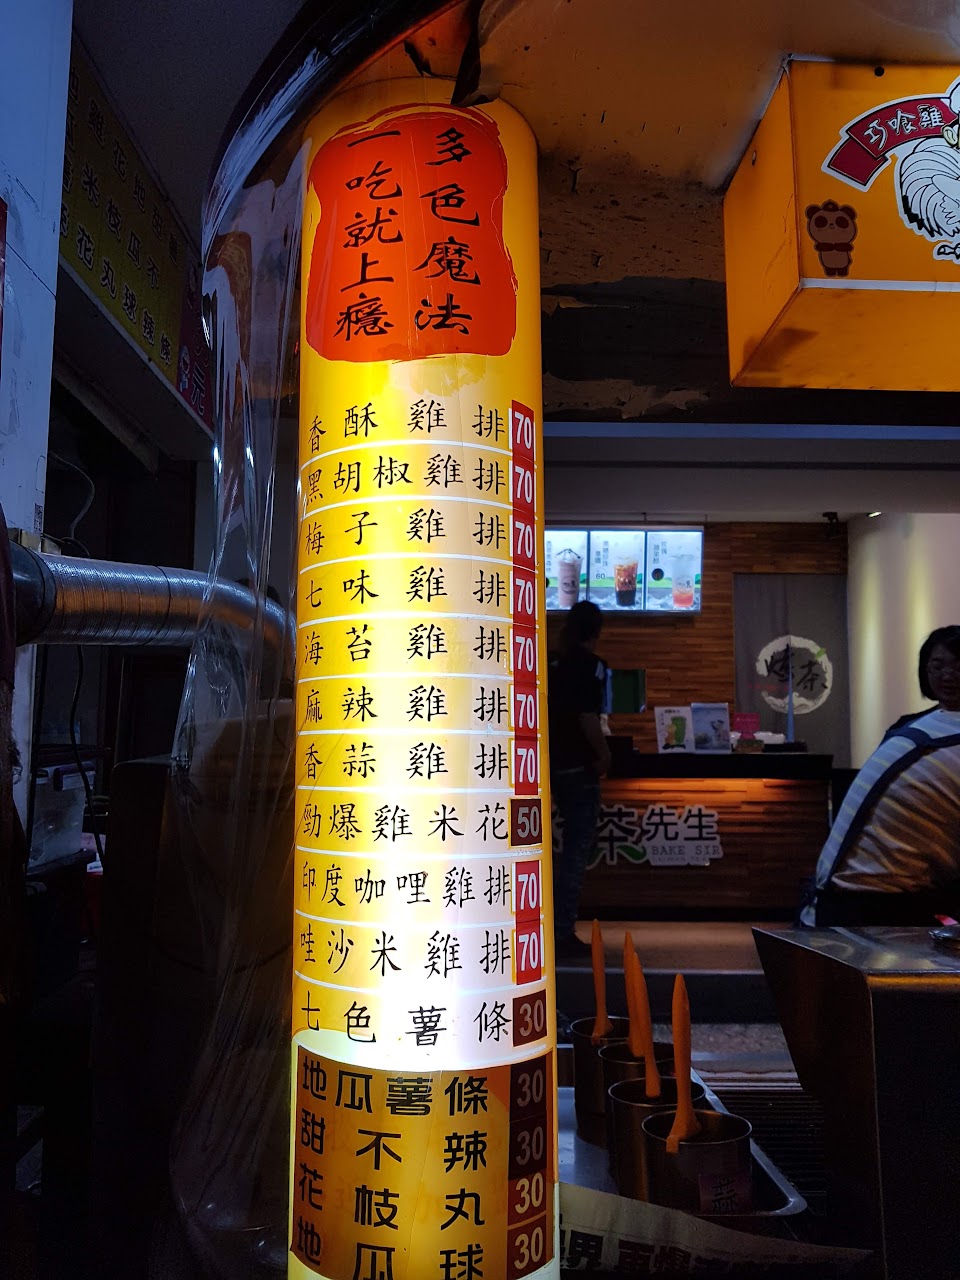 多色魔法
一吃就上癮
香酥雞排 70
黑胡椒雞排 70
梅子雞排 70
七味雞排 70
海苔雞排 70
麻辣雞排 70
香蒜雞排 70
勁爆雞米花 50
印度咖哩雞排 70
哇沙米雞排 70
七色薯條 30
地瓜薯條 30
甜不辣 30
花枝丸 30
地瓜球 30
巧喰雞
茶先生
BAKE SIR
60
蒜